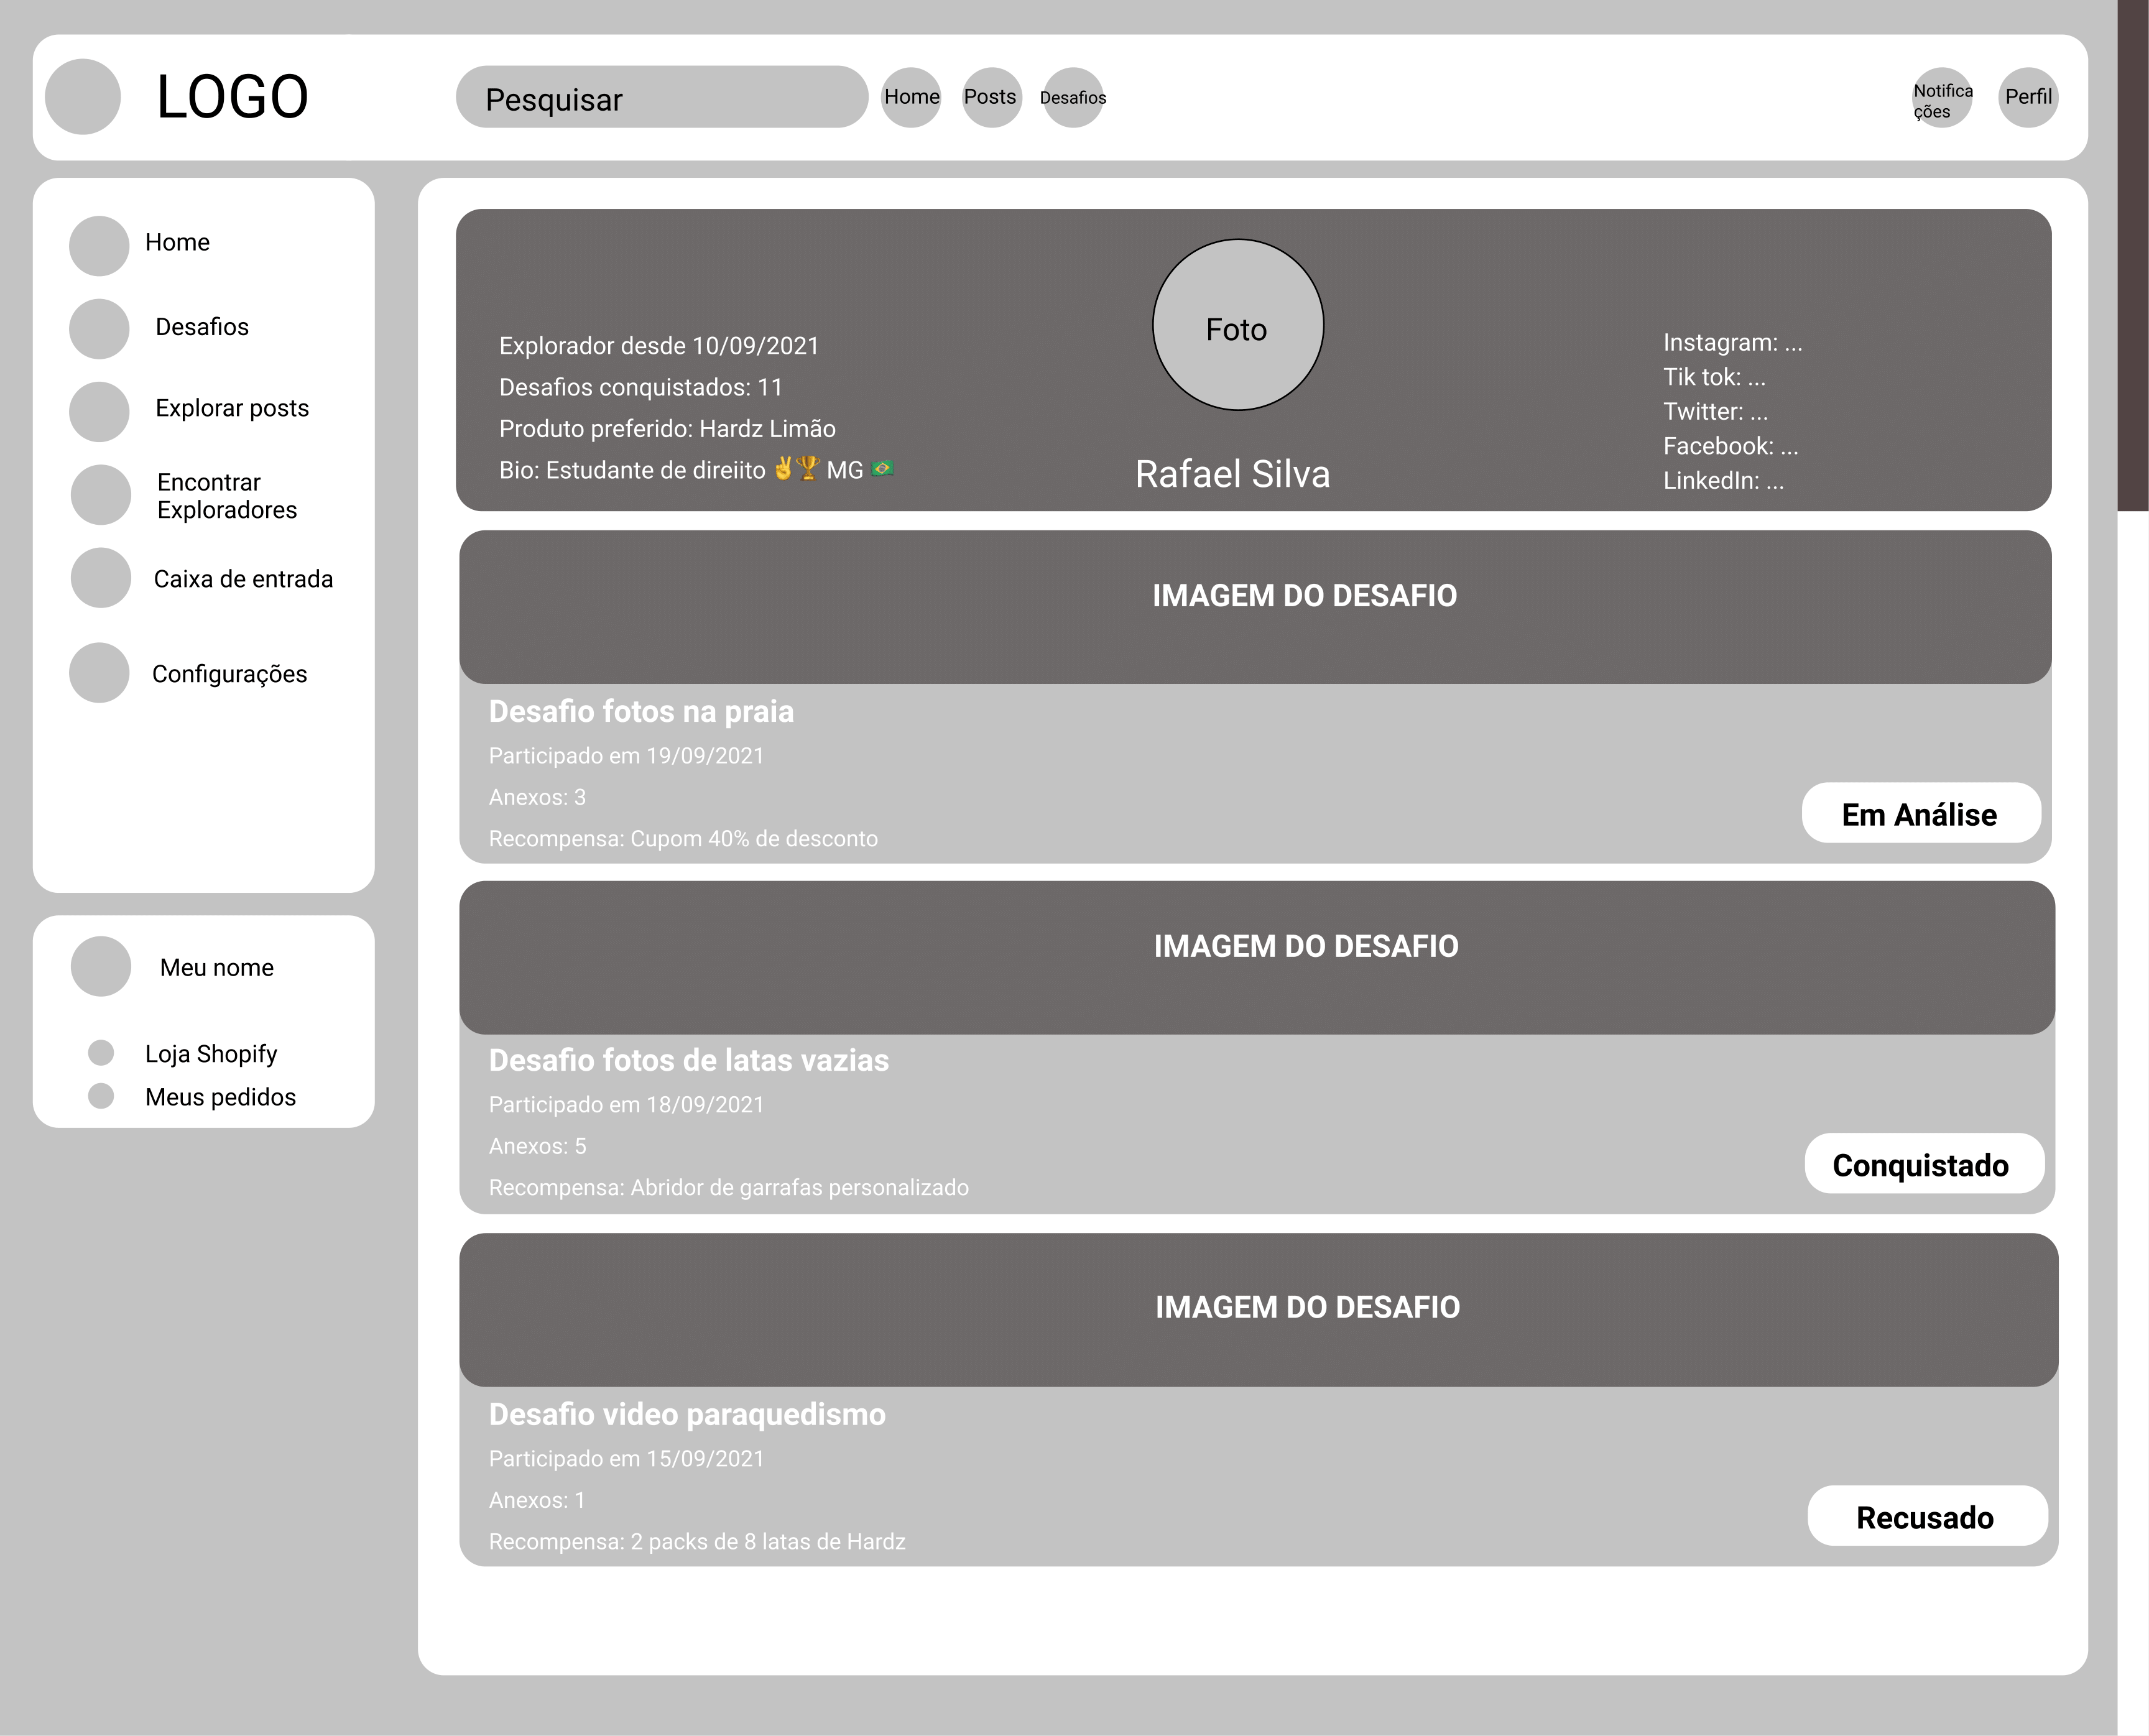 LOGO
Pesquisar
Home
Posts
Desafios
Notifica
ções
Perfil
Home
Desafios
Explorar posts
Encontrar
Exploradores
Caixa de entrada
Configurações
Meu nome
Loja Shopify
Meus pedidos
Explorador desde 10/09/2021
Desafios conquistados: 11
Produto preferido: Hardz Limão
Bio: Estudante de direiito ✌️🏆 MG 🇧🇷
Foto
Rafael Silva
Instagram: ...
Tik tok: ...
Twitter: ...
Facebook: ...
LinkedIn: ...
IMAGEM DO DESAFIO
Desafio fotos na praia
Participado em 19/09/2021
Anexos: 3
Recompensa: Cupom 40% de desconto
Em Análise
IMAGEM DO DESAFIO
Desafio fotos de latas vazias
Participado em 18/09/2021
Anexos: 5
Recompensa: Abridor de garrafas personalizado
Conquistado
IMAGEM DO DESAFIO
Desafio video paraquedismo
Participado em 15/09/2021
Anexos: 1
Recompensa: 2 packs de 8 latas de Hardz
Recusado